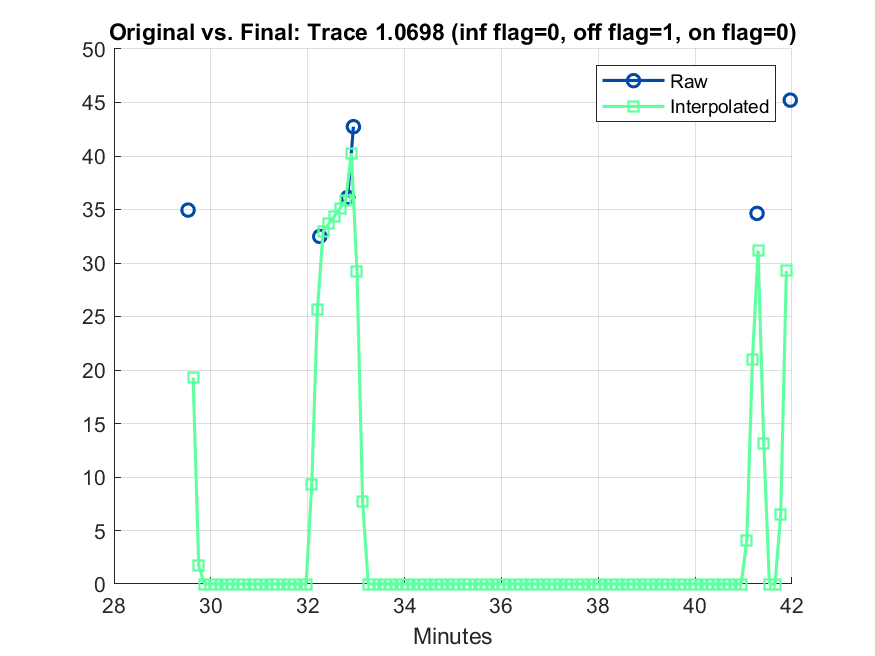 Original vs. Final: Trace 1.0698 (inf flag=0, off flag=1, on flag=0)
50
45
40
35
30
25
20
15
10
5
0
Raw
Interpolated
28 30 32 34 36 38 40 42
Minutes